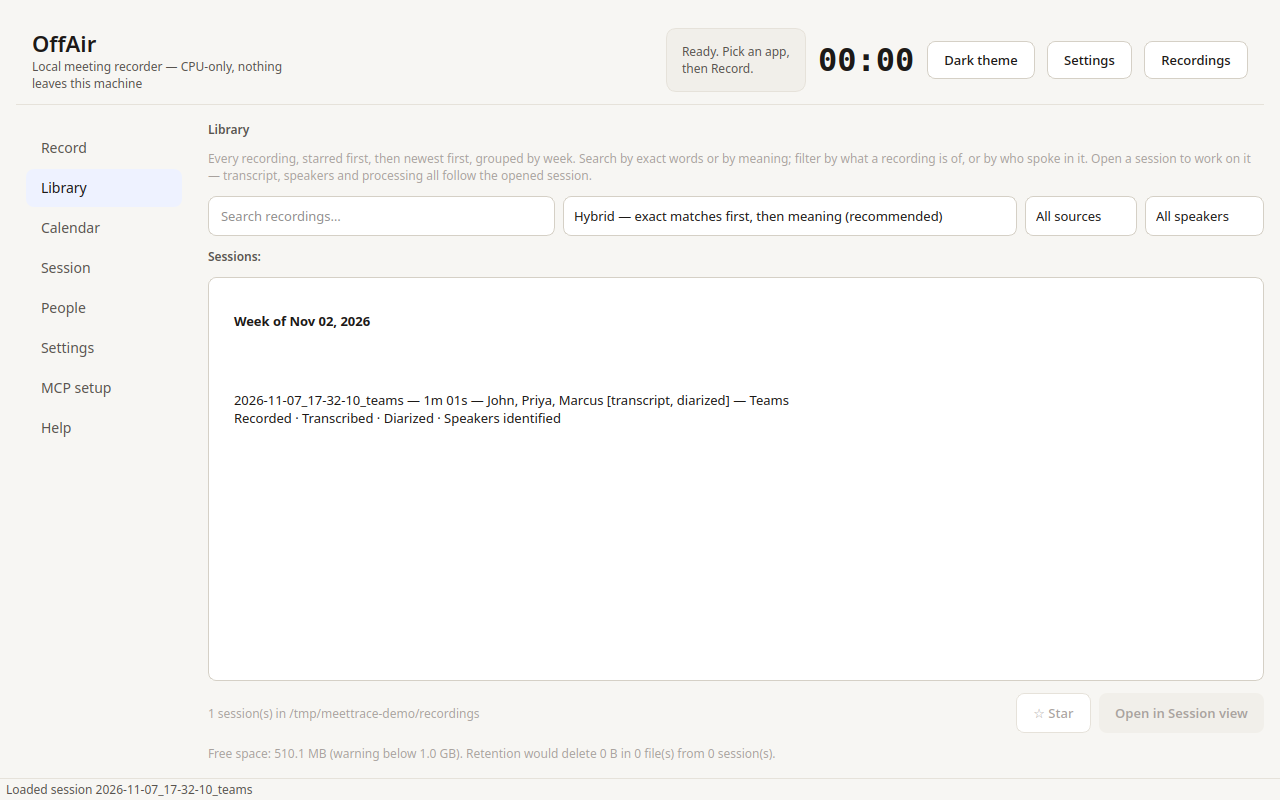 OffAir
Local meeting recorder — CPU-only, nothing
leaves this machine
Ready. Pick an app,
then Record.
00:00
Dark theme
Settings
Recordings
Record
Library
Calendar
Session
People
Settings
MCP setup
Help
Library
Every recording, starred first, then newest first, grouped by week. Search by exact words or by meaning; filter by what a recording is of, or by who spoke in it. Open a session to work on it
— transcript, speakers and processing all follow the opened session.
Search recordings...
Hybrid — exact matches first, then meaning (recommended)
All sources
All speakers
Sessions:
Week of Nov 02, 2026
2026-11-07_17-32-10_teams — 1m 01s — John, Priya, Marcus [transcript, diarized] — Teams
Recorded · Transcribed · Diarized · Speakers identified
1 session(s) in /tmp/meettrace-demo/recordings
☆ Star
Open in Session view
Free space: 510.1 MB (warning below 1.0 GB). Retention would delete 0 B in 0 file(s) from 0 session(s).
Loaded session 2026-11-07_17-32-10_teams